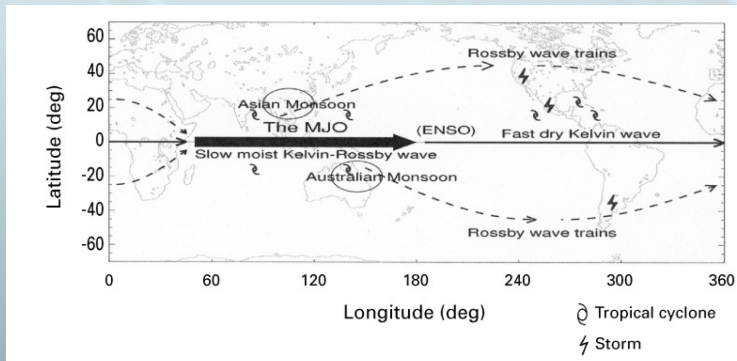 60
40
20
0
-20
-40
-60
Latitude (deg)
Rossby wave trains
Asian Monsoon
The MJO
(ENSO)
Fast dry Kelvin wave
Slow moist Kelvin-Rossby wave
Australian Monsoon
Rossby wave trains
0
60
120
180
240
300
360
Longitude (deg)
Tropical cyclone
Storm